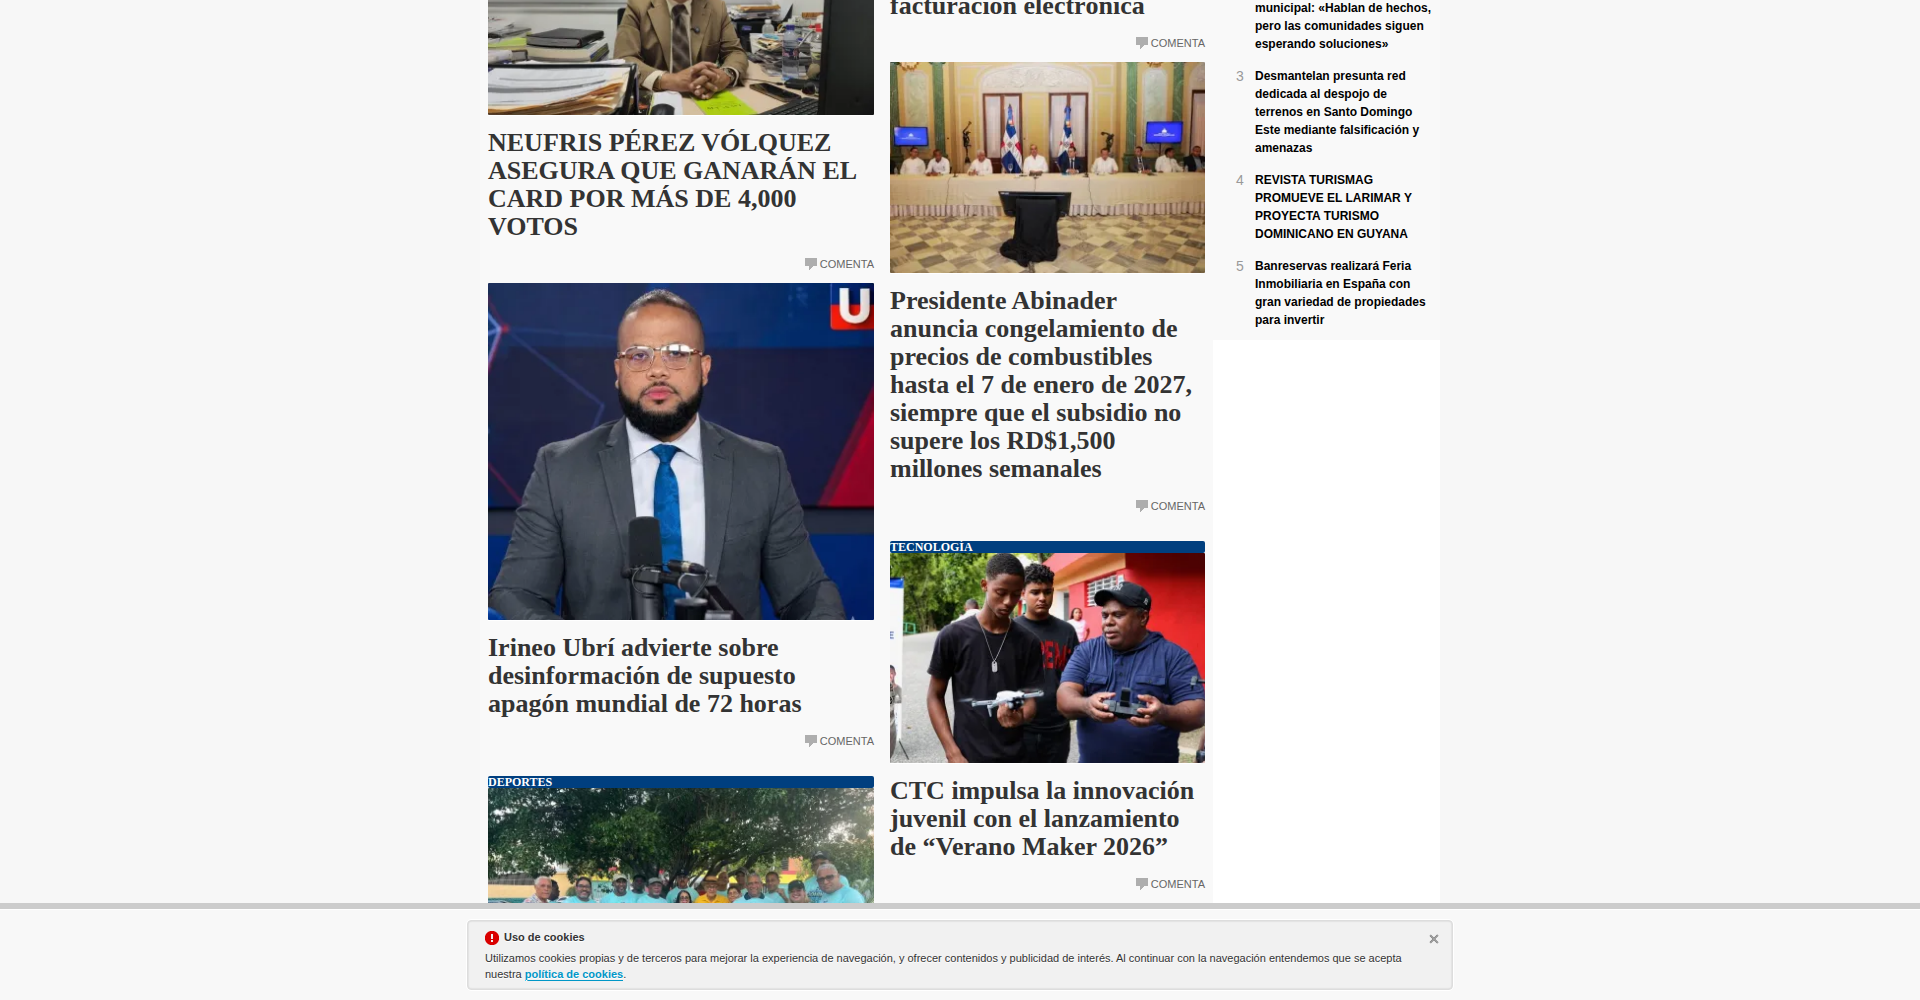 NEUFRIS PÉREZ VÓLQUEZ
ASEGURA QUE GANARÁN EL
CARD POR MÁS DE 4,000
VOTOS
COMENTA
U
Irineo Ubrí advierte sobre
desinformación de supuesto
apagón mundial de 72 horas
COMENTA
DEPORTES
facturación electrónica
COMENTA
Presidente Abinader
anuncia congelamiento de
precios de combustibles
hasta el 7 de enero de 2027,
siempre que el subsidio no
supere los RD$1,500
millones semanales
COMENTA
TECNOLOGÍA
CTC impulsa la innovación
juvenil con el lanzamiento
de “Verano Maker 2026”
COMENTA
municipal: «Hablan de hechos,
pero las comunidades siguen
esperando soluciones»
3 Desmantelan presunta red
dedicada al despojo de
terrenos en Santo Domingo
Este mediante falsificación y
amenazas
4 REVISTA TURISMAG
PROMUEVE EL LARIMAR Y
PROYECTA TURISMO
DOMINICANO EN GUYANA
5 Banreservas realizará Feria
Inmobiliaria en España con
gran variedad de propiedades
para invertir
Uso de cookies
Utilizamos cookies propias y de terceros para mejorar la experiencia de navegación, y ofrecer contenidos y publicidad de interés. Al continuar con la navegación entendemos que se acepta
nuestra política de cookies.